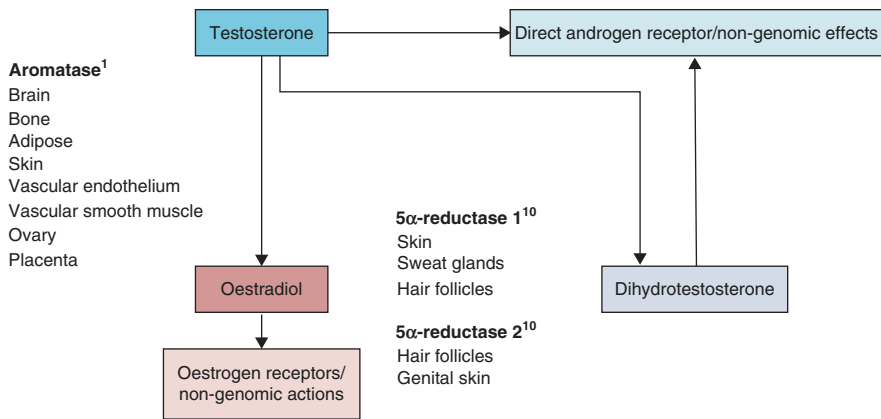 Testosterone
Direct androgen receptor/non-genomic effects
Aromatase¹
Brain
Bone
Adipose
Skin
Vascular endothelium
Vascular smooth muscle
Ovary
Placenta
5α-reductase 1¹⁰
Skin
Sweat glands
Hair follicles
Oestradiol
Dihydrotestosterone
5α-reductase 2¹⁰
Hair follicles
Genital skin
Oestrogen receptors/
non-genomic actions